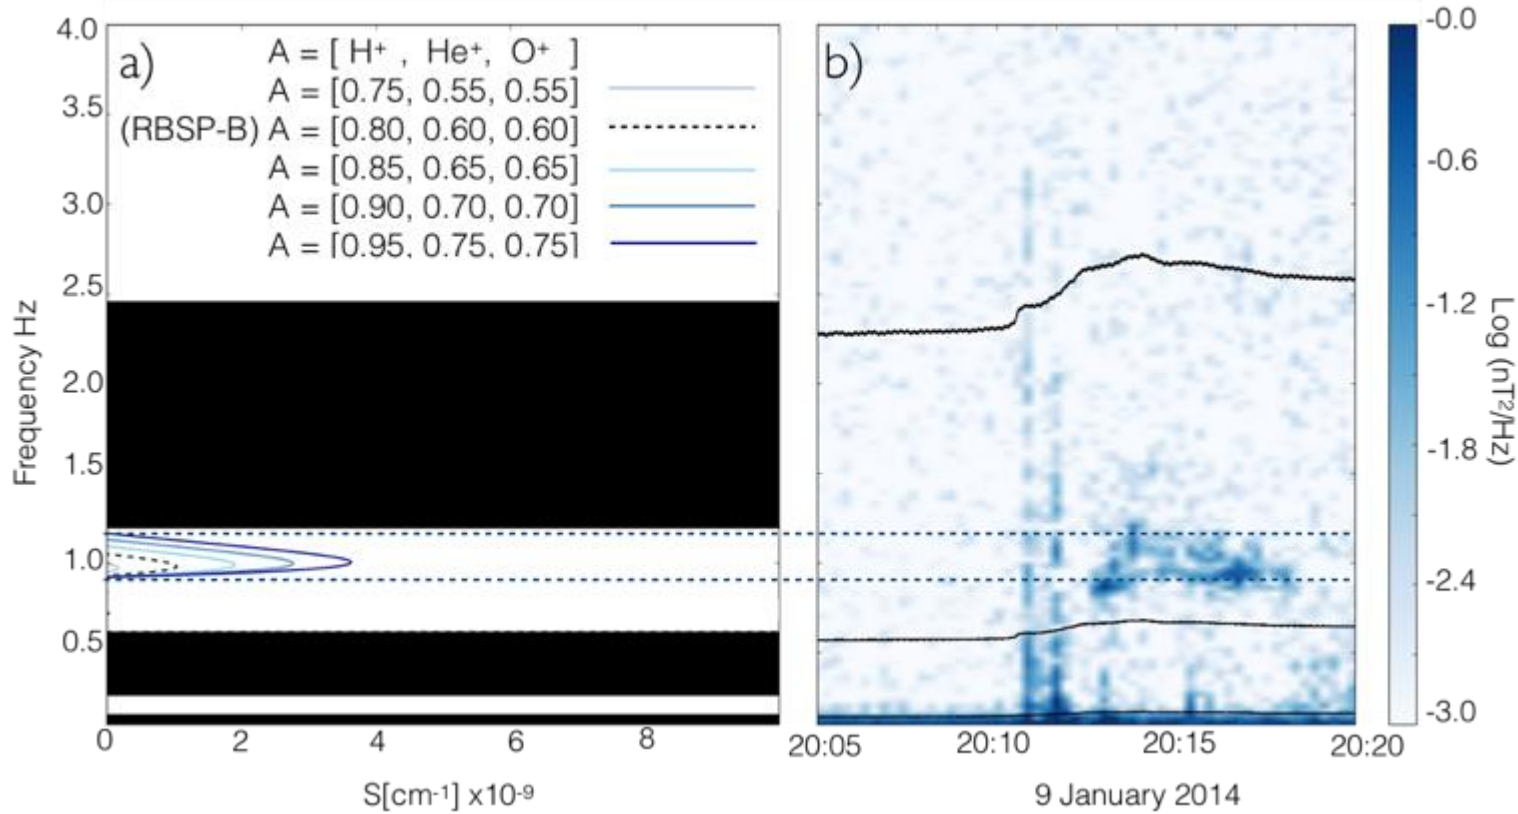 a)
A = [ H+ , He+, O+ ]
A = [0.75, 0.55, 0.55]
(RBSP-B) A = [0.80, 0.60, 0.60]
A = [0.85, 0.65, 0.65]
A = [0.90, 0.70, 0.70]
A = [0.95, 0.75, 0.75]
4.0
3.5
3.0
2.5
2.0
1.5
1.0
0.5
Frequency Hz
0 2 4 6 8
S[cm-1] x10-9
b)
20:05 20:10 20:15 20:20
9 January 2014
-0.0
-0.6
-1.2
-1.8
-2.4
-3.0
Log (nT2/Hz)